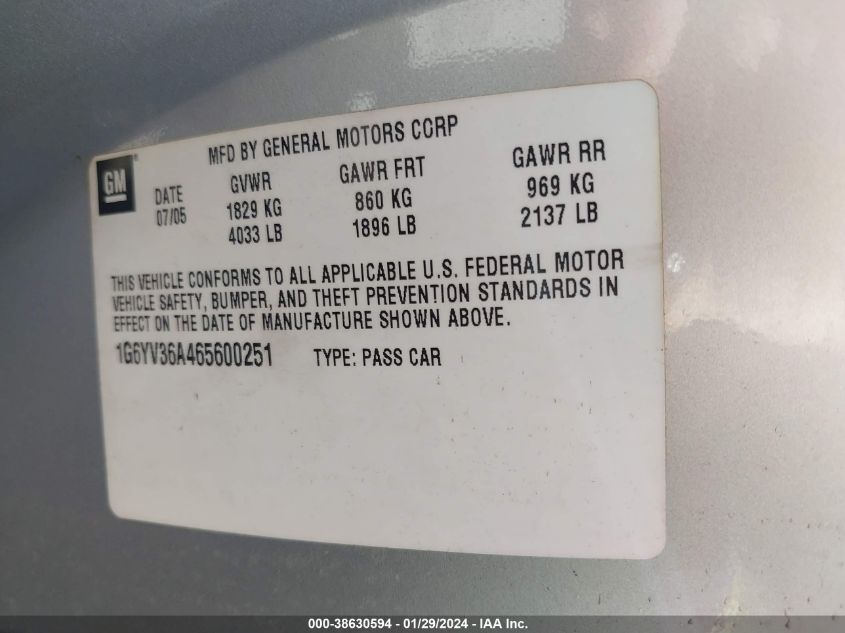 MFD BY GENERAL MOTORS CORP
GM®
DATE GVWR GAWR FRT GAWR RR
07/05 1829 KG 860 KG 969 KG
4033 LB 1896 LB 2137 LB
THIS VEHICLE CONFORMS TO ALL APPLICABLE U.S. FEDERAL MOTOR
VEHICLE SAFETY, BUMPER, AND THEFT PREVENTION STANDARDS IN
EFFECT ON THE DATE OF MANUFACTURE SHOWN ABOVE.
1G6YV36A465600251 TYPE: PASS CAR
000-38630594 - 01/29/2024 - IAA Inc.